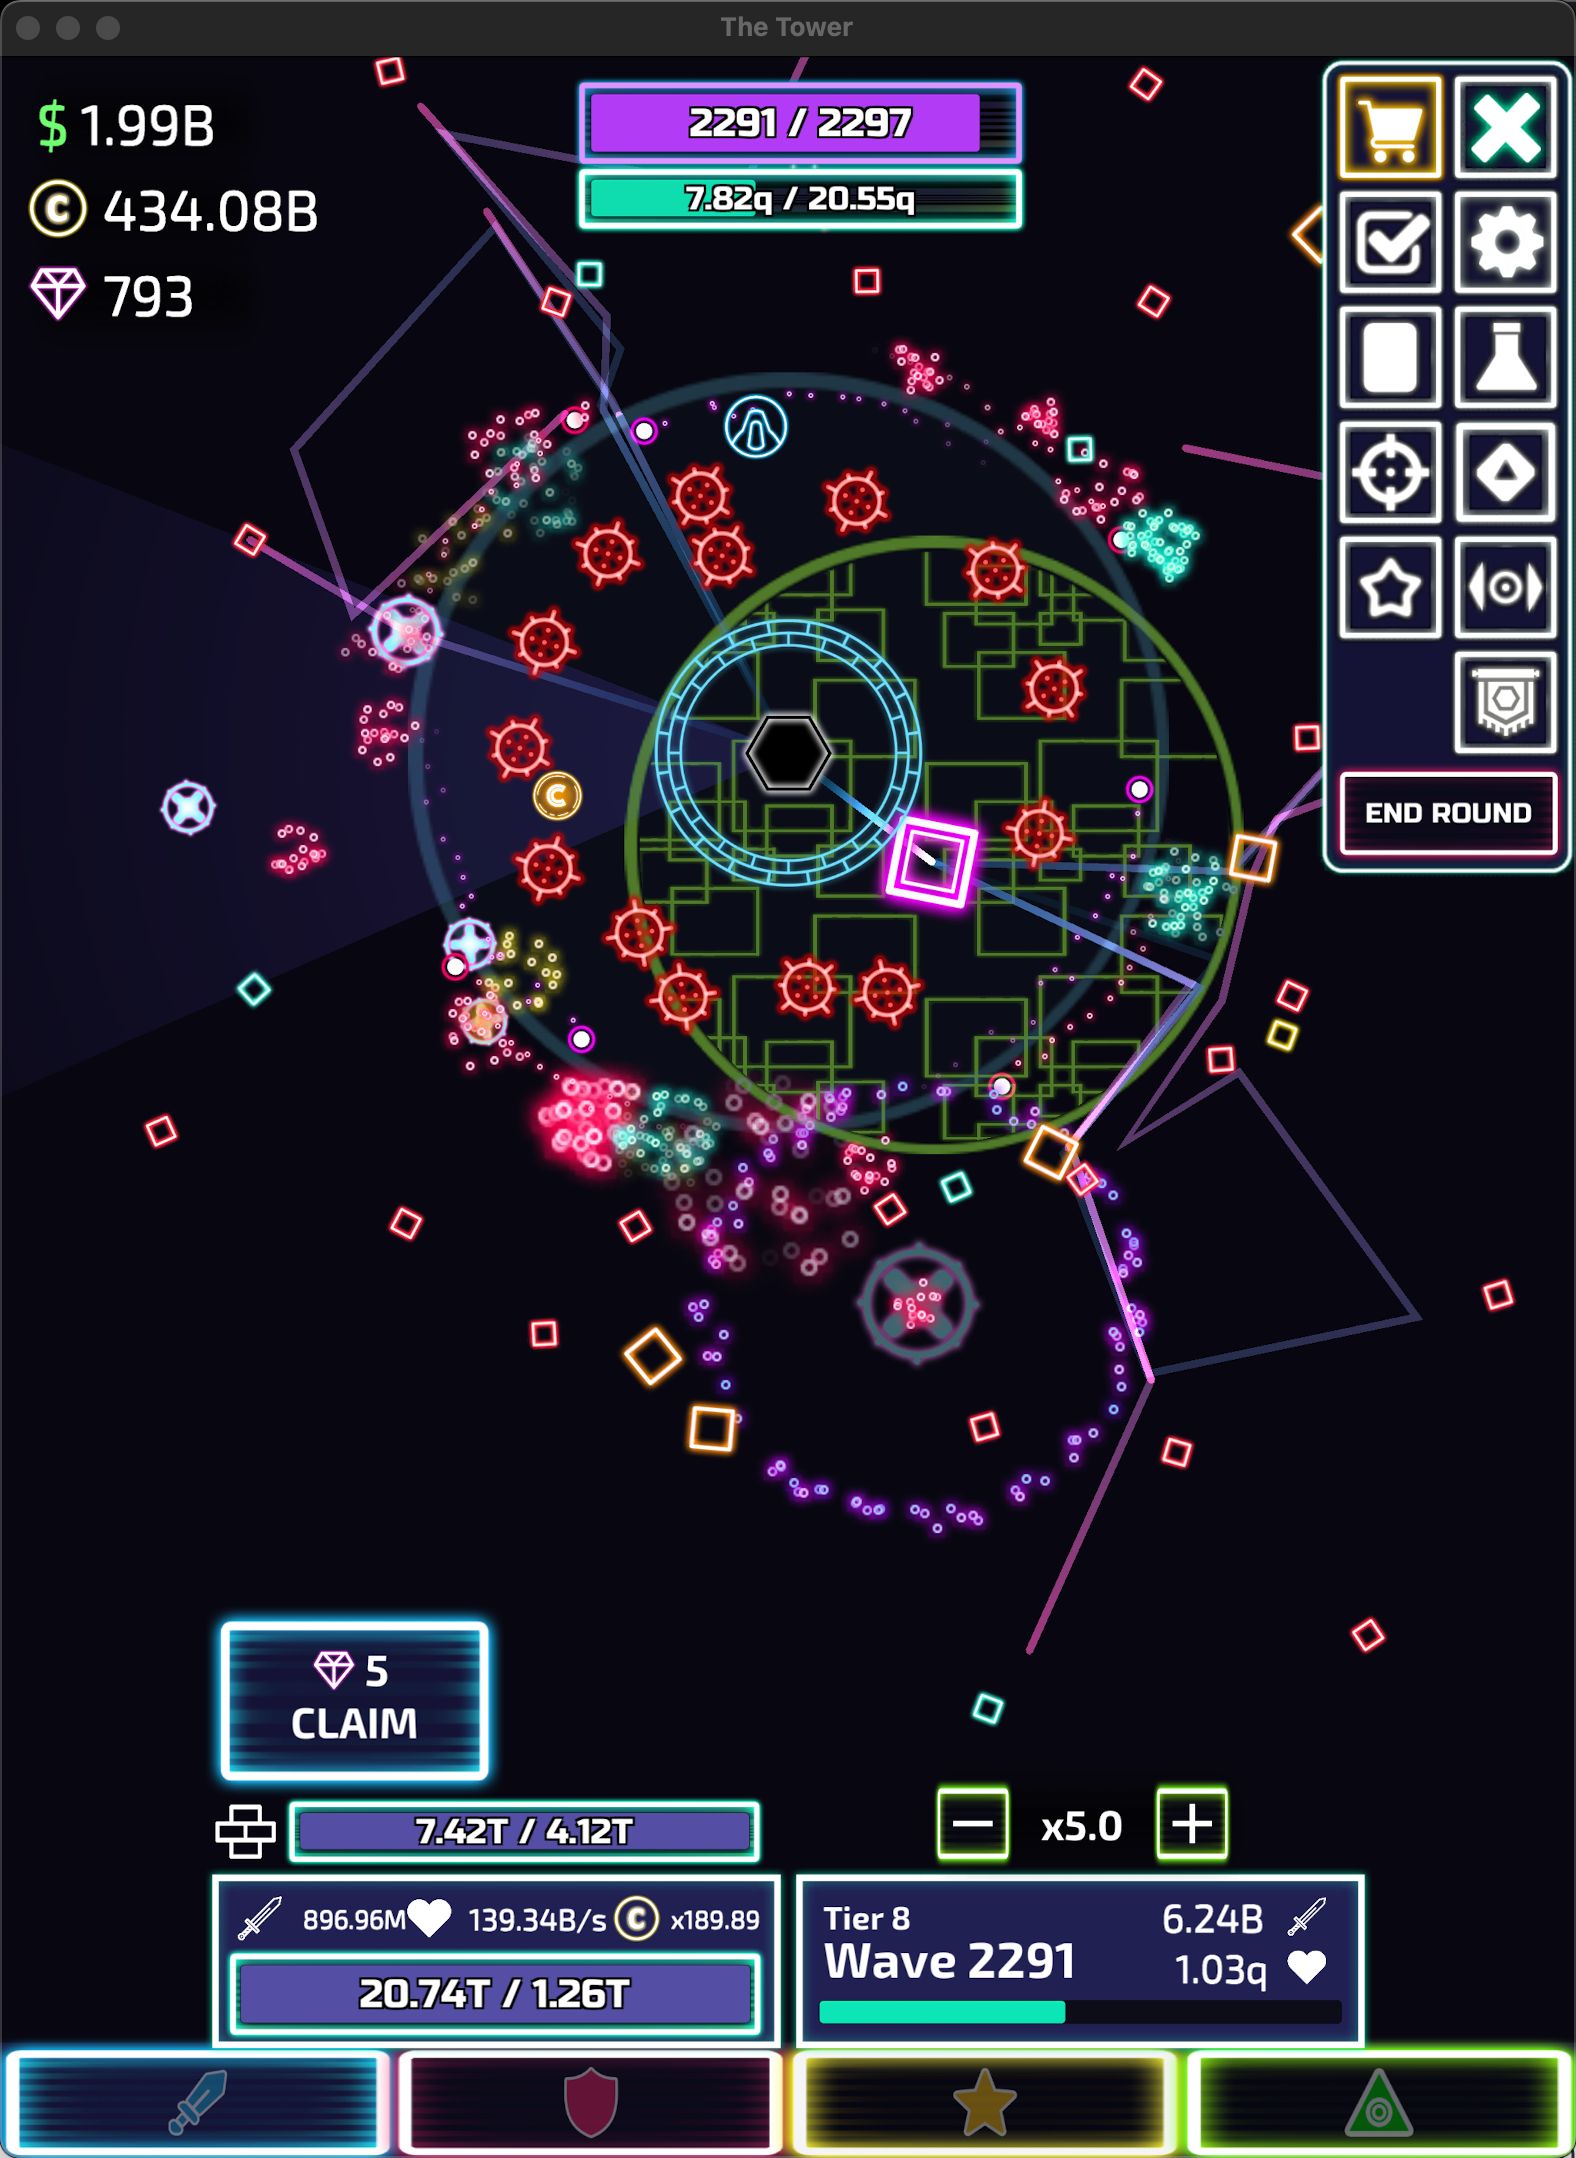 The Tower
$ 1.99B
C 434.08B
793
2291 / 2297
7.82q / 20.55q
END ROUND
C
5
CLAIM
7.42T / 4.12T
x5.0
896.96M
139.34B/s
C x189.89
20.74T / 1.26T
Tier 8
6.24B
Wave 2291
1.03q